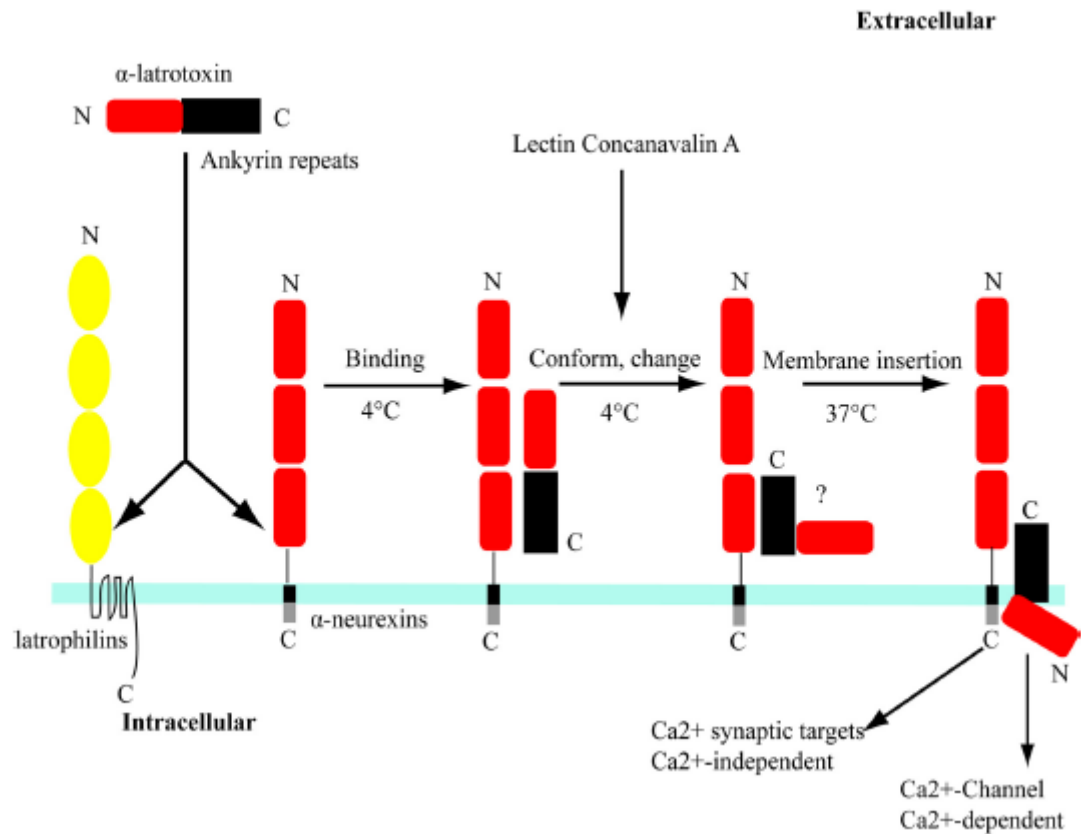 Extracellular
α-latrotoxin
N
C
Ankyrin repeats
Lectin Concanavalin A
N
N
N
N
N
Binding
4°C
Conform, change
4°C
Membrane insertion
37°C
C
?
C
C
latrophilins
α-neurexins
C
C
C
C
C
N
Intracellular
Ca2+ synaptic targets
Ca2+-independent
Ca2+-Channel
Ca2+-dependent